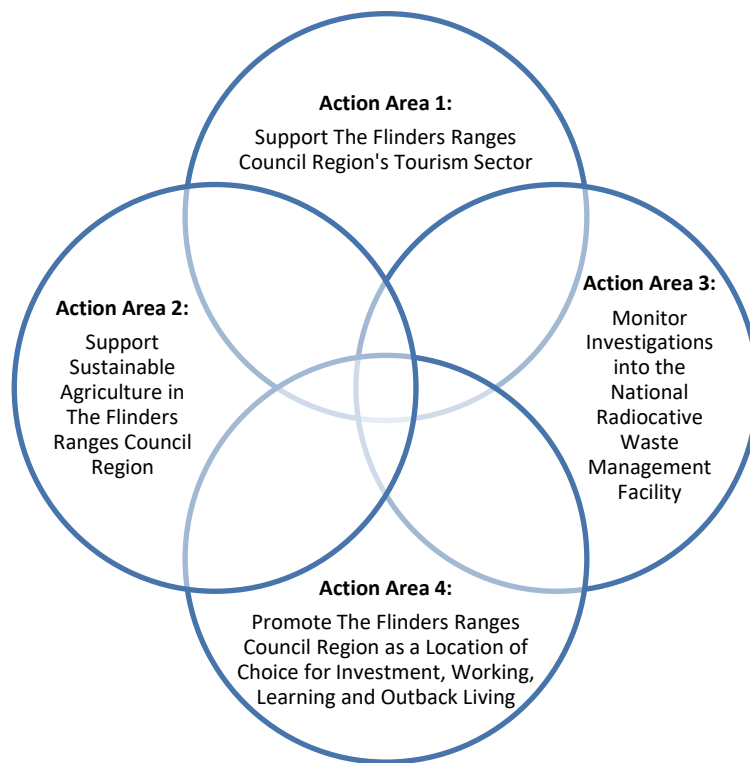 Action Area 1:
Support The Flinders Ranges
Council Region's Tourism Sector
Action Area 2:
Support
Sustainable
Agriculture in
The Flinders
Ranges Council
Region
Action Area 3:
Monitor
Investigations
into the
National
Radiocative
Waste
Management
Facility
Action Area 4:
Promote The Flinders Ranges
Council Region as a Location of
Choice for Investment, Working,
Learning and Outback Living